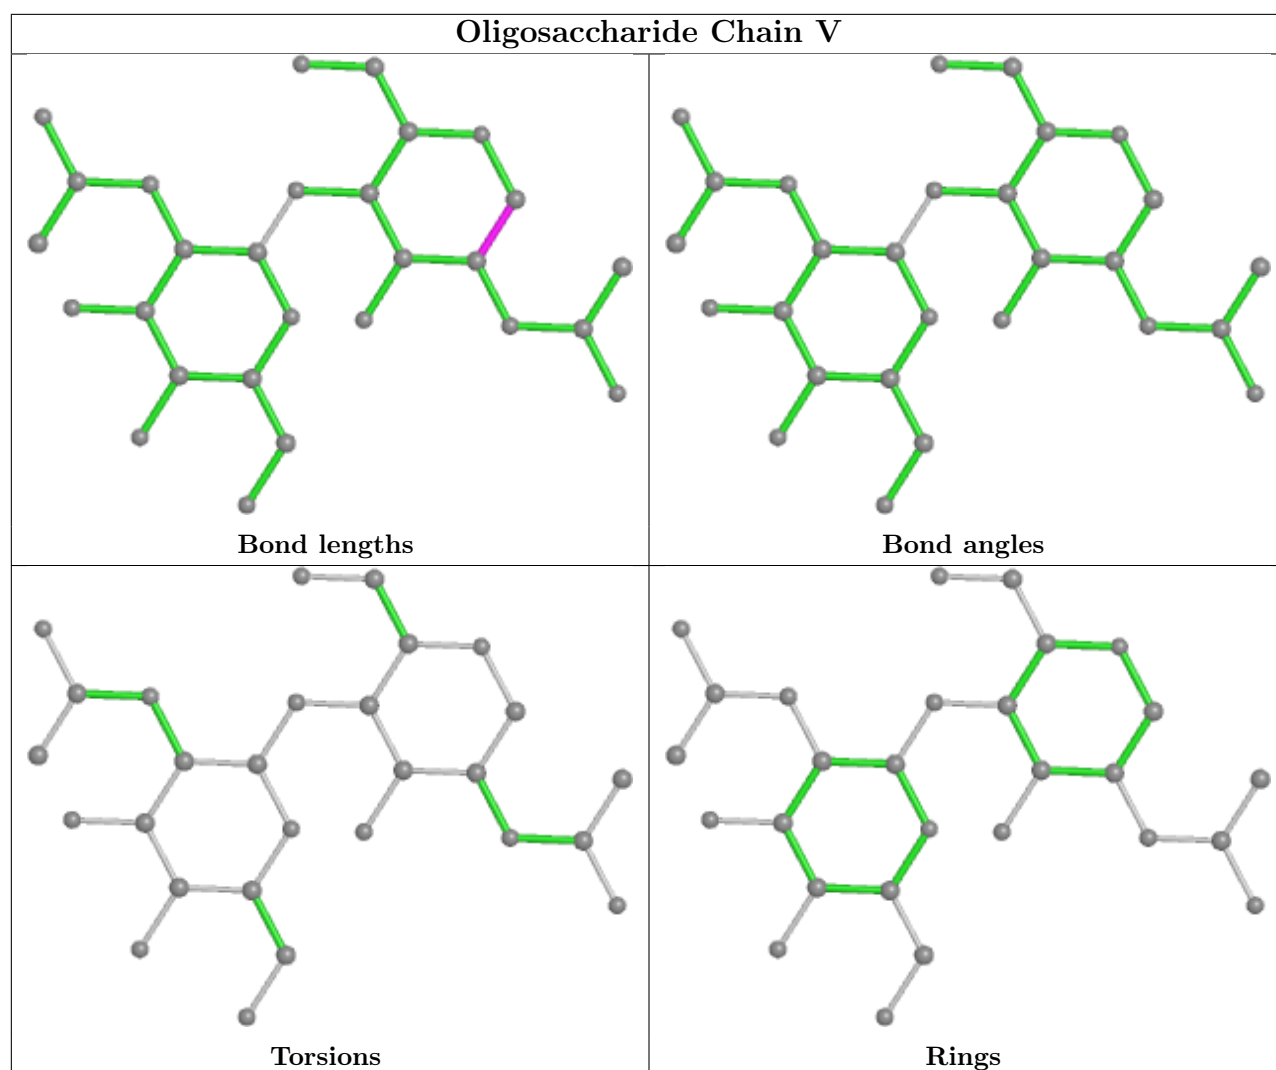 Oligosaccharide Chain V
Bond lengths
Bond angles
Torsions
Rings